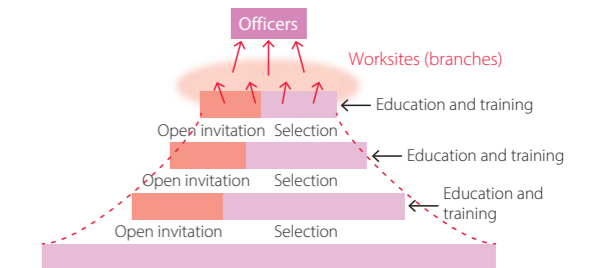 Officers
Worksites (branches)
Education and training
Open invitation Selection
Education and training
Open invitation Selection
Education and
training
Open invitation Selection